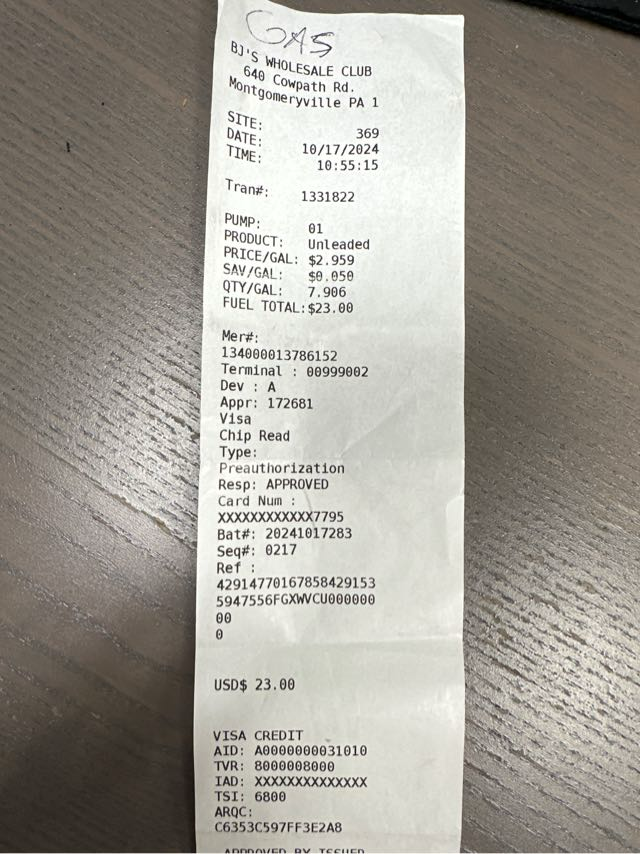 GAS
BJ'S WHOLESALE CLUB
640 Cowpath Rd.
Montgomeryville PA 1
SITE: 369
DATE: 10/17/2024
TIME: 10:55:15
Tran#: 1331822
PUMP: 01
PRODUCT: Unleaded
PRICE/GAL: $2.959
SAV/GAL: $0.050
QTY/GAL: 7.906
FUEL TOTAL: $23.00
Mer#:
134000013786152
Terminal : 00999002
Dev : A
Appr: 172681
Visa
Chip Read
Type:
Preauthorization
Resp: APPROVED
Card Num :
XXXXXXXXXXXX7795
Bat#: 20241017283
Seq#: 0217
Ref :
42914770167858429153
5947556FGXWVCU000000
00
0
USD$ 23.00
VISA CREDIT
AID: A0000000031010
TVR: 8000008000
IAD: XXXXXXXXXXXXXX
TSI: 6800
ARQC:
C6353C597FF3E2A8
APPROVED BY ISSUER